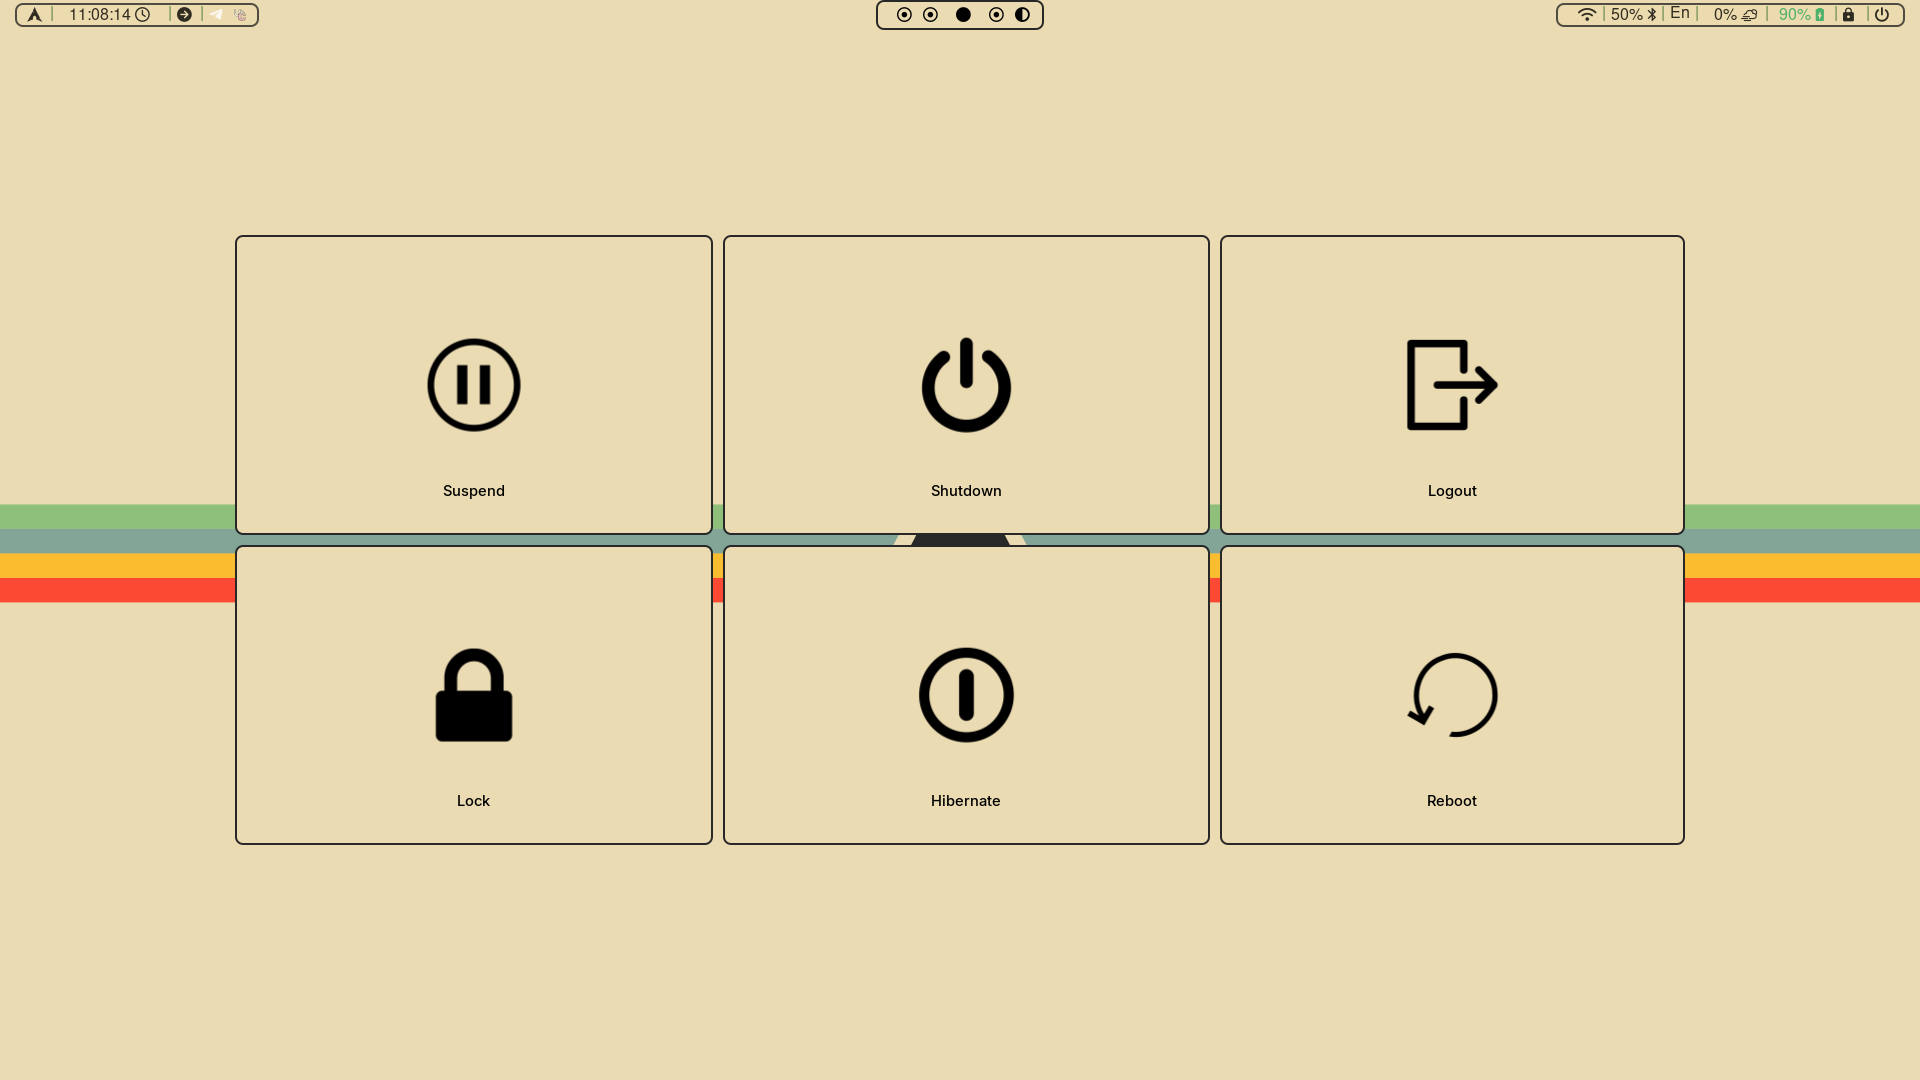 11:08:14
50%
En
0%
90%
Suspend
Shutdown
Logout
Lock
Hibernate
Reboot